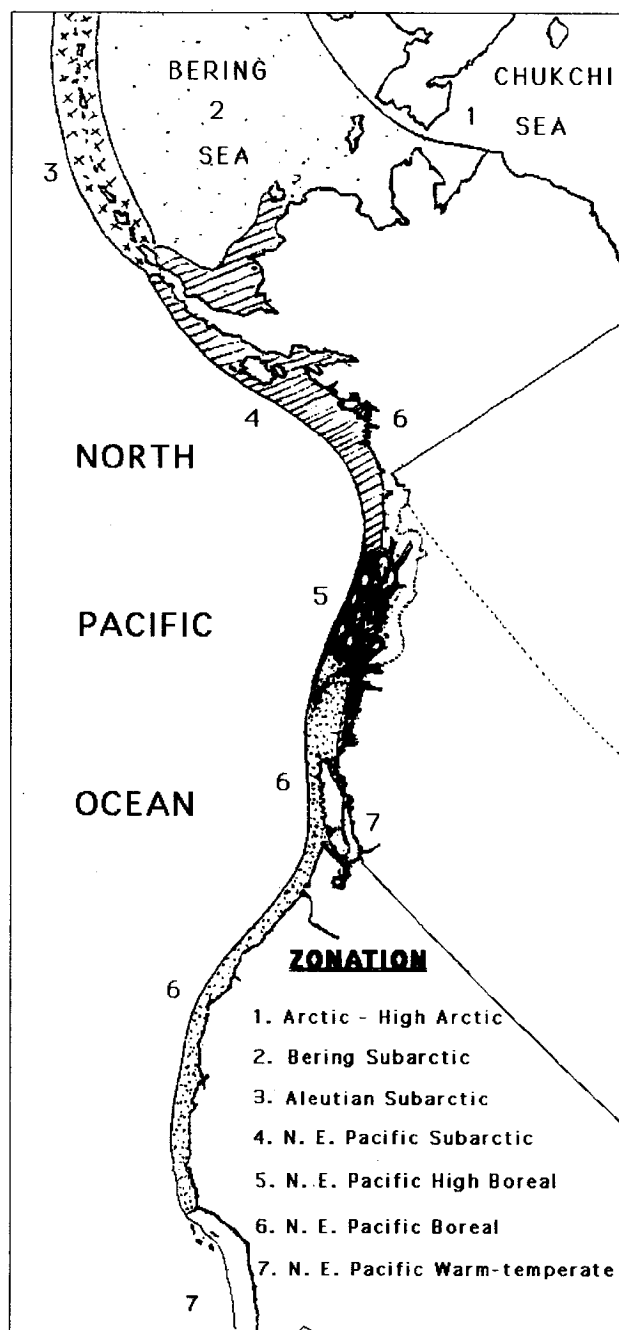 BERING
CHUKCHI
2
1
SEA
SEA
3
4
6
NORTH
5
PACIFIC
6
OCEAN
7
ZONATION
6
1. Arctic - High Arctic
2. Bering Subarctic
3. Aleutian Subarctic
4. N. E. Pacific Subarctic
5. N. E. Pacific High Boreal
6. N. E. Pacific Boreal
7. N. E. Pacific Warm-temperate
7